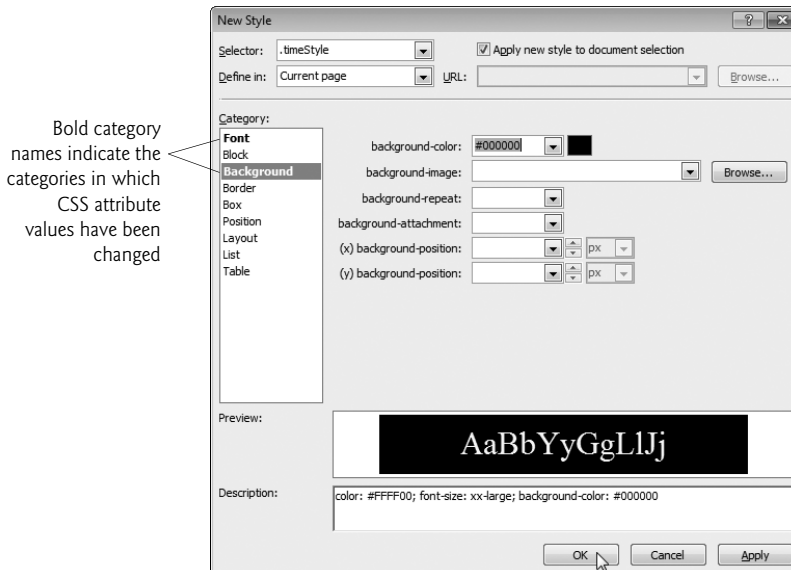 New Style
Selector: .timeStyle Apply new style to document selection
Define in: Current page URL: Browse...
Category:
Font
Block
Background
Border
Box
Position
Layout
List
Table
background-color: #000000
background-image: Browse...
background-repeat:
background-attachment:
(x) background-position: px
(y) background-position: px
Bold category
names indicate the
categories in which
CSS attribute
values have been
changed
Preview:
AaBbYyGgLlJj
Description:
color: #FFFF00; font-size: xx-large; background-color: #000000
OK Cancel Apply